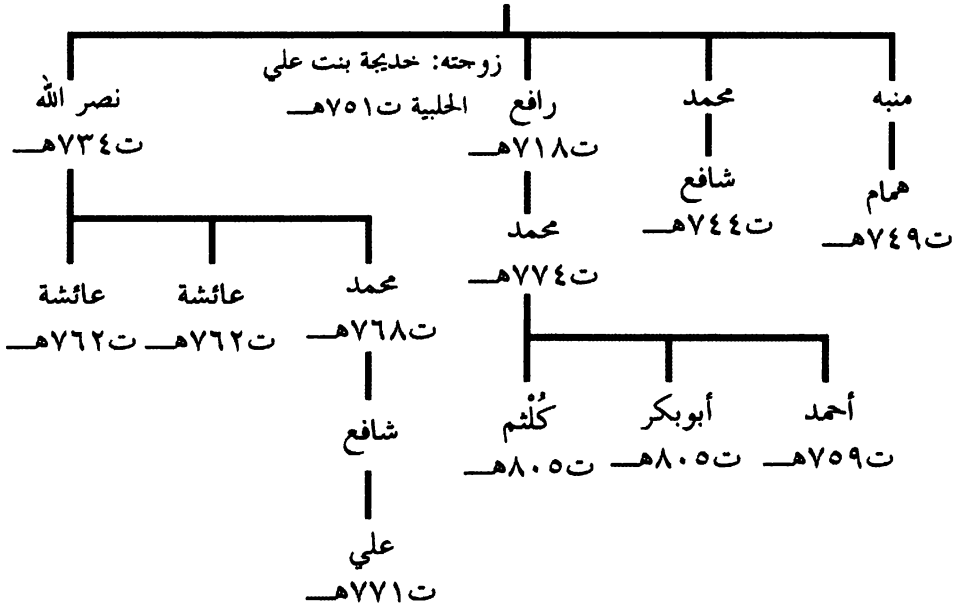 منبه
همام
ت٧٤٩هـ
محمد
شافع
ت٧٤٤هـ
رافع
ت٧١٨هـ
زوجته: خديجة بنت علي
الحلبية ت٧٥١هـ
محمد
ت٧٧٤هـ
أحمد
ت٧٥٩هـ
أبوبكر
ت٨٠٥هـ
كُلْثم
ت٨٠٥هـ
نصر الله
ت٧٣٤هـ
محمد
ت٧٦٨هـ
شافع
علي
ت٧٧١هـ
عائشة
ت٧٦٢هـ
عائشة
ت٧٦٢هـ